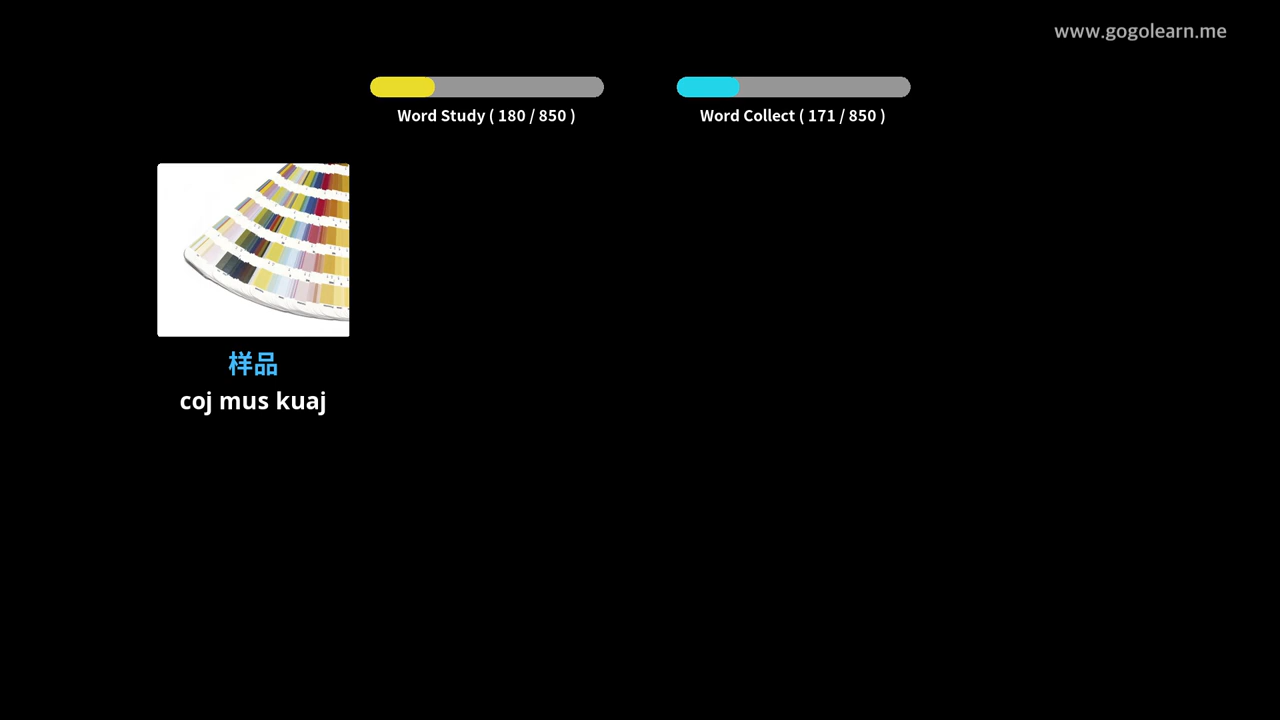 www.gogolearn.me
Word Study ( 180 / 850 )
Word Collect ( 171 / 850 )
样品
coj mus kuaj